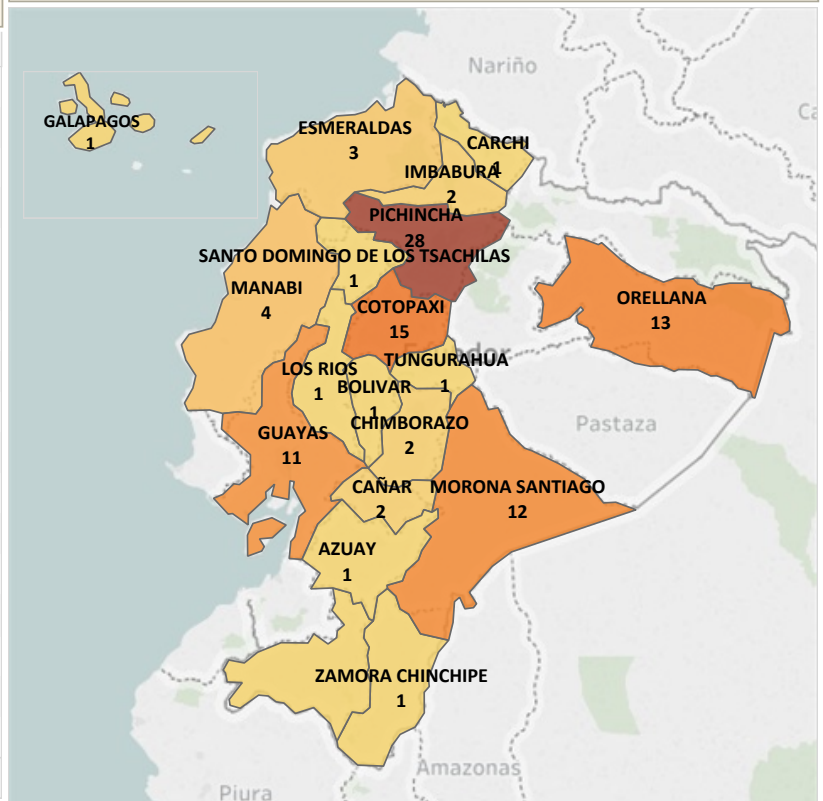 Nariño
GALAPAGOS
1
ESMERALDAS
3
CARCHI
1
IMBABURA
2
PICHINCHA
28
SANTO DOMINGO DE LOS TSACHILAS
1
MANABI
4
ORELLANA
13
COTOPAXI
15
TUNGURAHUA
1
LOS RIOS
1
BOLIVAR
1
CHIMBORAZO
2
Pastaza
GUAYAS
11
CAÑAR
2
MORONA SANTIAGO
12
AZUAY
1
ZAMORA CHINCHIPE
1
Amazonas
Piura